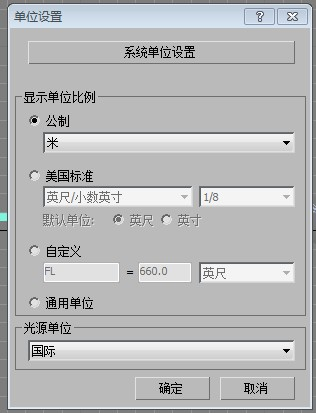 单位设置
系统单位设置
显示单位比例
公制
米
美国标准
英尺/小数英寸 1/8
默认单位: 英尺 英寸
自定义
FL = 660.0 英尺
通用单位
光源单位
国际
确定 取消